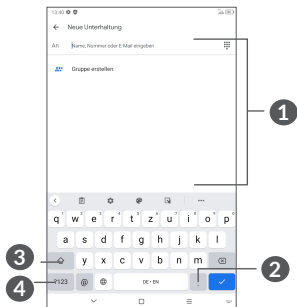 13:40
Neue Unterhaltung
An Name, Nummer oder E-Mail eingeben
Gruppe erstellen
1
q w e r t z u i o p
a s d f g h j k l
3
y x c v b n m
2
4
?123 @ DE • EN .